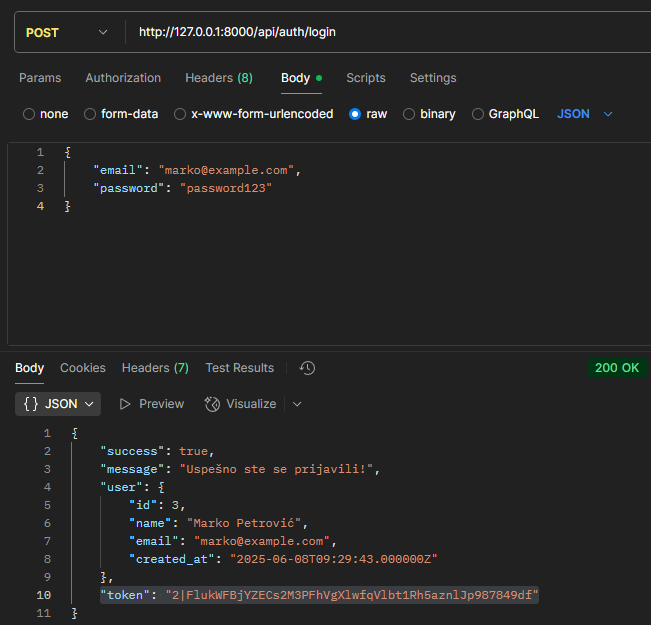 POST http://127.0.0.1:8000/api/auth/login
Params Authorization Headers (8) Body Scripts Settings
none form-data x-www-form-urlencoded raw binary GraphQL JSON
1 {
2 "email": "marko@example.com",
3 "password": "password123"
4 }
Body Cookies Headers (7) Test Results 200 OK
{} JSON Preview Visualize
1 {
2 "success": true,
3 "message": "Uspešno ste se prijavili!",
4 "user": {
5 "id": 3,
6 "name": "Marko Petrović",
7 "email": "marko@example.com",
8 "created_at": "2025-06-08T09:29:43.000000Z"
9 },
10 "token": "2|FlukWFBjYZECs2M3PFhVgXlwfqVlbt1Rh5aznlJp987849df"
11 }